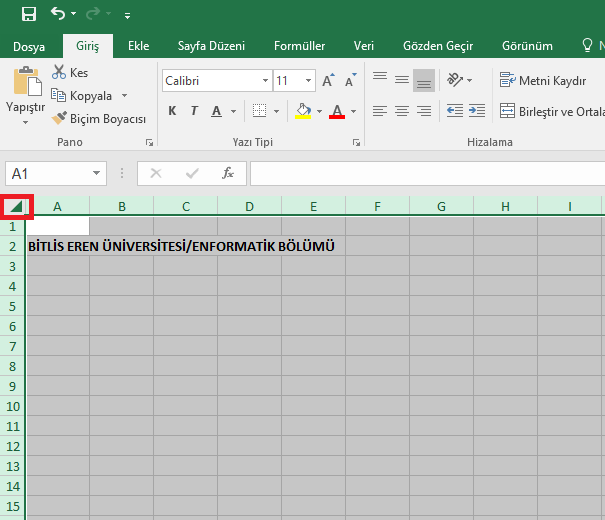 Dosya Giriş Ekle Sayfa Düzeni Formüller Veri Gözden Geçir Görünüm
Yapıştır
Kes
Kopyala
Biçim Boyacısı
Pano
Calibri 11
K T A A
Yazı Tipi
Metni Kaydır
Birleştir ve Ortala
Hizalama
A1 fx
A B C D E F G H I
1
2 BİTLİS EREN ÜNİVERSİTESİ/ENFORMATİK BÖLÜMÜ
3
4
5
6
7
8
9
10
11
12
13
14
15